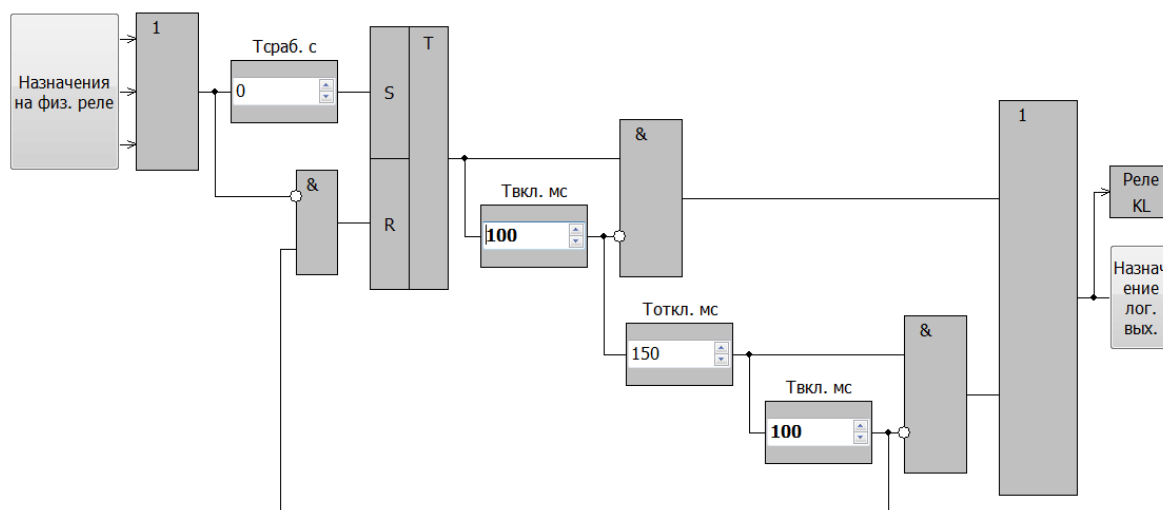 Назначения
на физ. реле
1
Тсраб. с
0
S
T
R
&
Твкл. мс
100
&
Тоткл. мс
150
Твкл. мс
100
&
1
Реле
KL
Назнач
ение
лог.
вых.